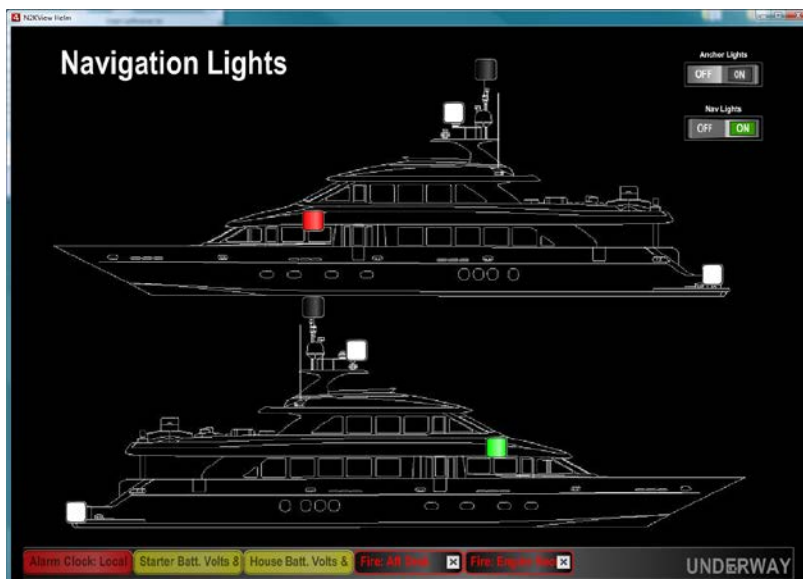 N2KView Helm
Navigation Lights
Anchor Lights
OFF ON
Nav Lights
OFF ON
Alarm Clock: Local
Starter Batt. Volts &
House Batt. Volts &
Fire: Aft
Fire: Engine
UNDERWAY